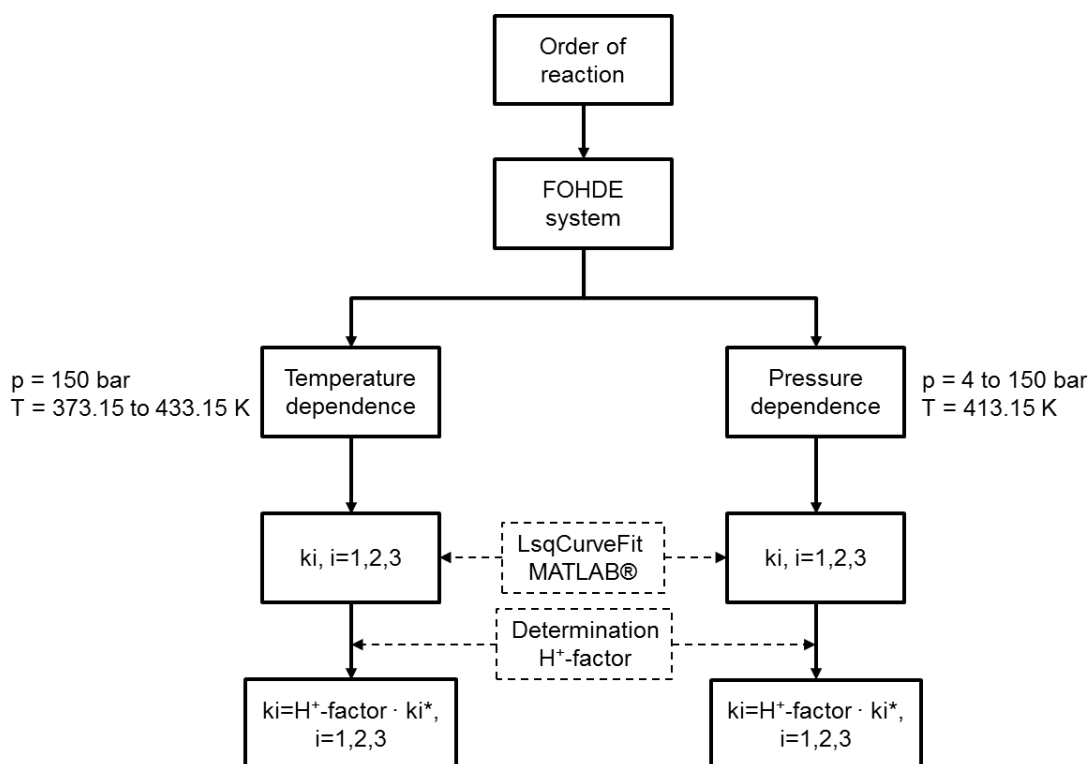 Order of
reaction
FOHDE
system
p = 150 bar
T = 373.15 to 433.15 K
Temperature
dependence
Pressure
dependence
p = 4 to 150 bar
T = 413.15 K
ki, i=1,2,3
LsqCurveFit
MATLAB®
ki, i=1,2,3
Determination
H⁺-factor
ki=H⁺-factor · ki*,
i=1,2,3
ki=H⁺-factor · ki*,
i=1,2,3